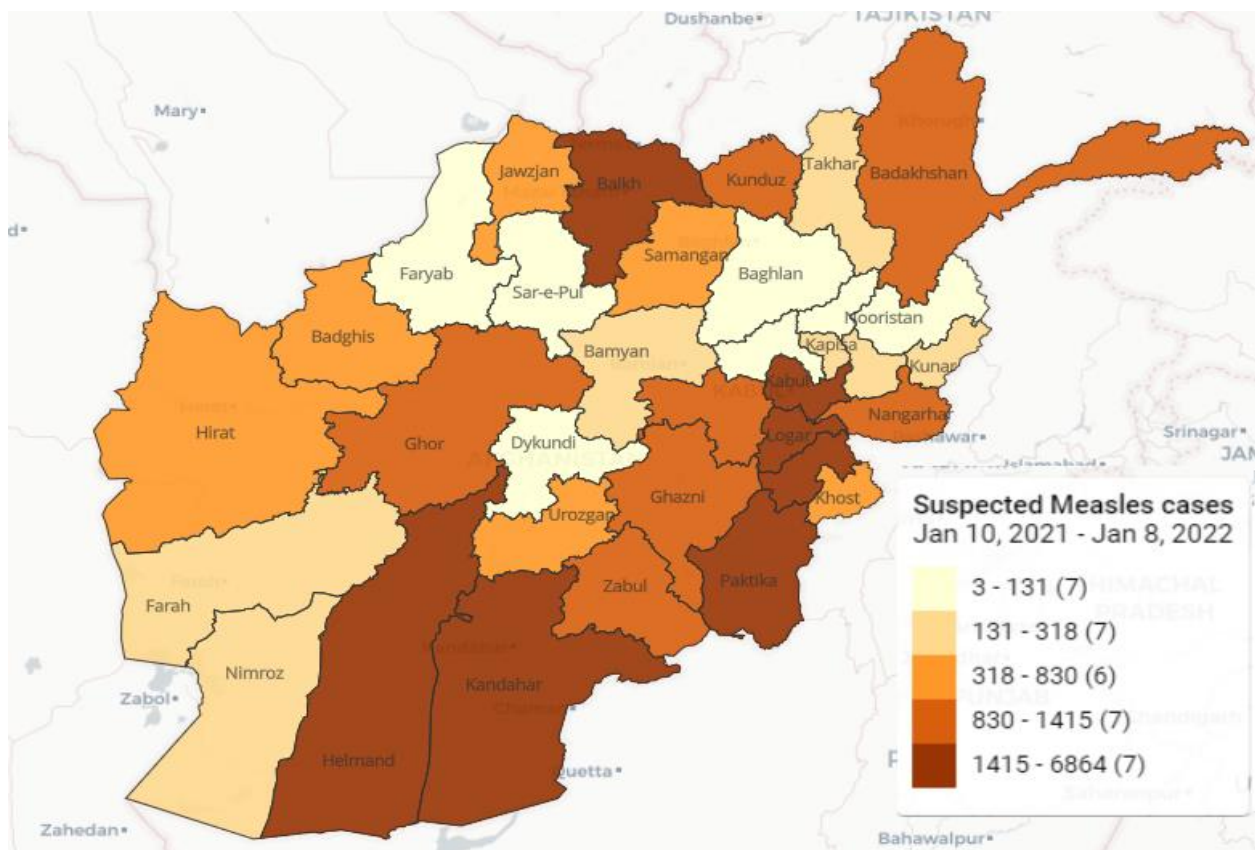 Dushanbe
TAJIKISTAN
Mary
Jawzjan
Balkh
Kunduz
Takhar
Badakhshan
Faryab
Sar-e-Pul
Samangan
Baghlan
Nooristan
Badghis
Bamyan
Kapisa
Kunar
Kabul
Nangarhar
Hirat
Ghor
Dykundi
Logar
Srinagar
Islamabad
Ghazni
Khost
Urozgan
Farah
Zabul
Paktika
Nimroz
Kandahar
Zabol
Helmand
Quetta
Zahedan
Bahawalpur
Suspected Measles cases
Jan 10, 2021 - Jan 8, 2022
3 - 131 (7)
131 - 318 (7)
318 - 830 (6)
830 - 1415 (7)
1415 - 6864 (7)
HIMACHAL
PRADESH